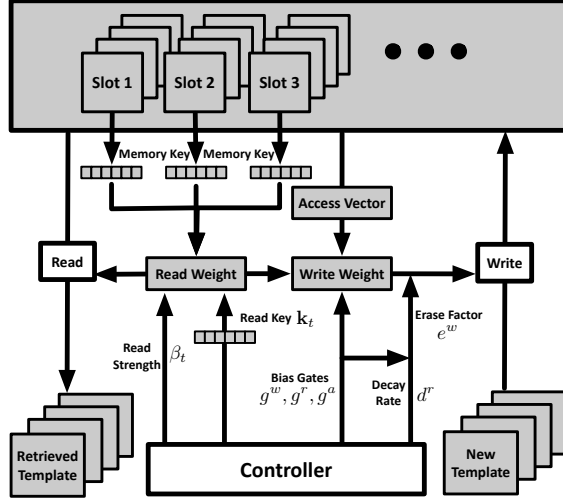 Slot 1
Slot 2
Slot 3
Memory Key
Memory Key
Access Vector
Read
Read Weight
Write Weight
Write
Read Key k_t
Read
Strength
β_t
Erase Factor
e^w
Bias Gates
g^w, g^r, g^a
Decay
Rate
d^r
Retrieved
Template
Controller
New
Template